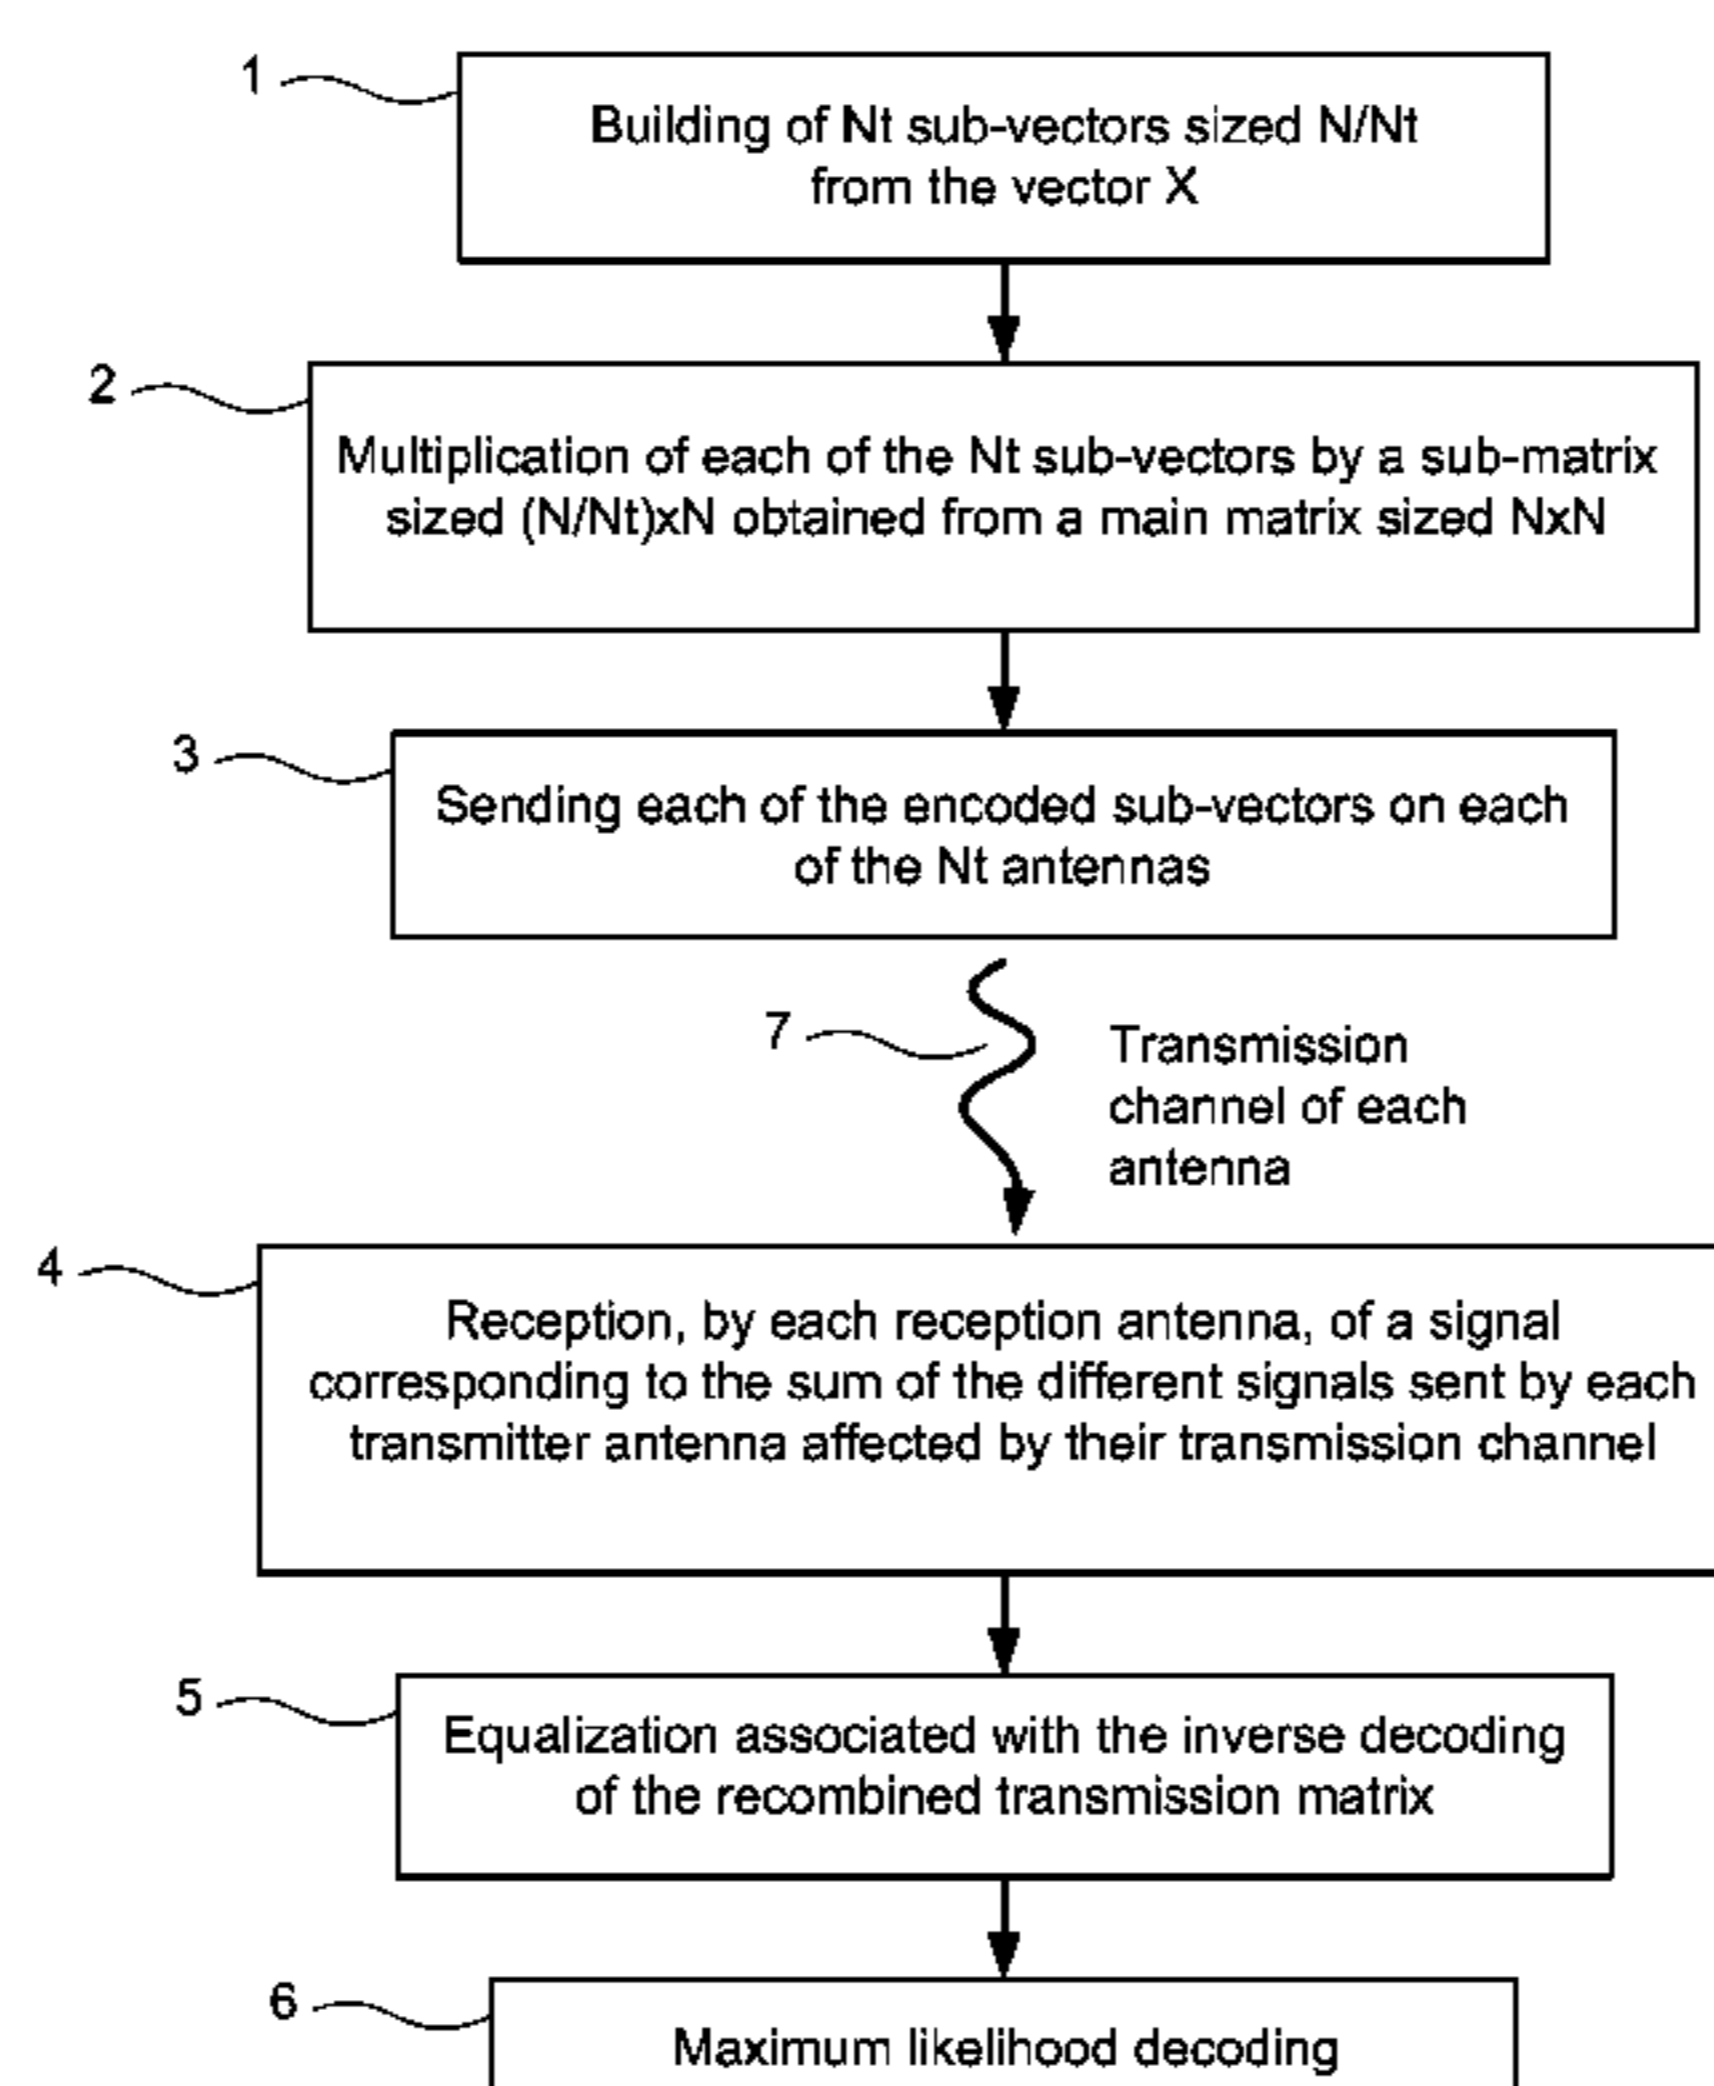 1
Building of Nt sub-vectors sized N/Nt
from the vector X
2
Multiplication of each of the Nt sub-vectors by a sub-matrix
sized (N/Nt)xN obtained from a main matrix sized NxN
3
Sending each of the encoded sub-vectors on each
of the Nt antennas
7
Transmission
channel of each
antenna
4
Reception, by each reception antenna, of a signal
corresponding to the sum of the different signals sent by each
transmitter antenna affected by their transmission channel
5
Equalization associated with the inverse decoding
of the recombined transmission matrix
6
Maximum likelihood decoding